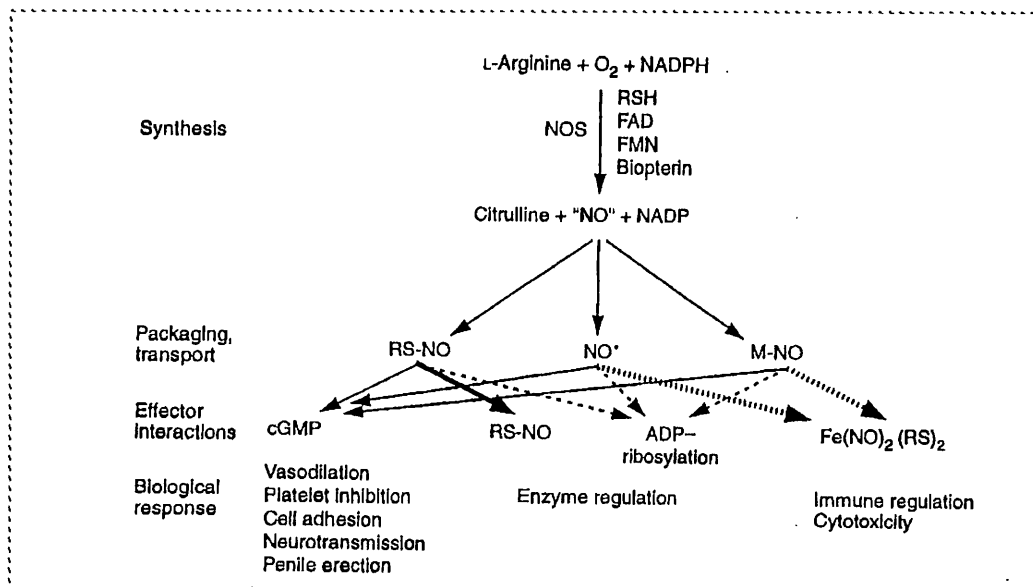 L-Arginine + O2 + NADPH
Synthesis
NOS
RSH
FAD
FMN
Biopterin
Citrulline + "NO" + NADP
Packaging,
transport
RS-NO
NO•
M-NO
Effector
interactions
cGMP
RS-NO
ADP–
ribosylation
Fe(NO)2 (RS)2
Biological
response
Vasodilation
Platelet inhibition
Cell adhesion
Neurotransmission
Penile erection
Enzyme regulation
Immune regulation
Cytotoxicity